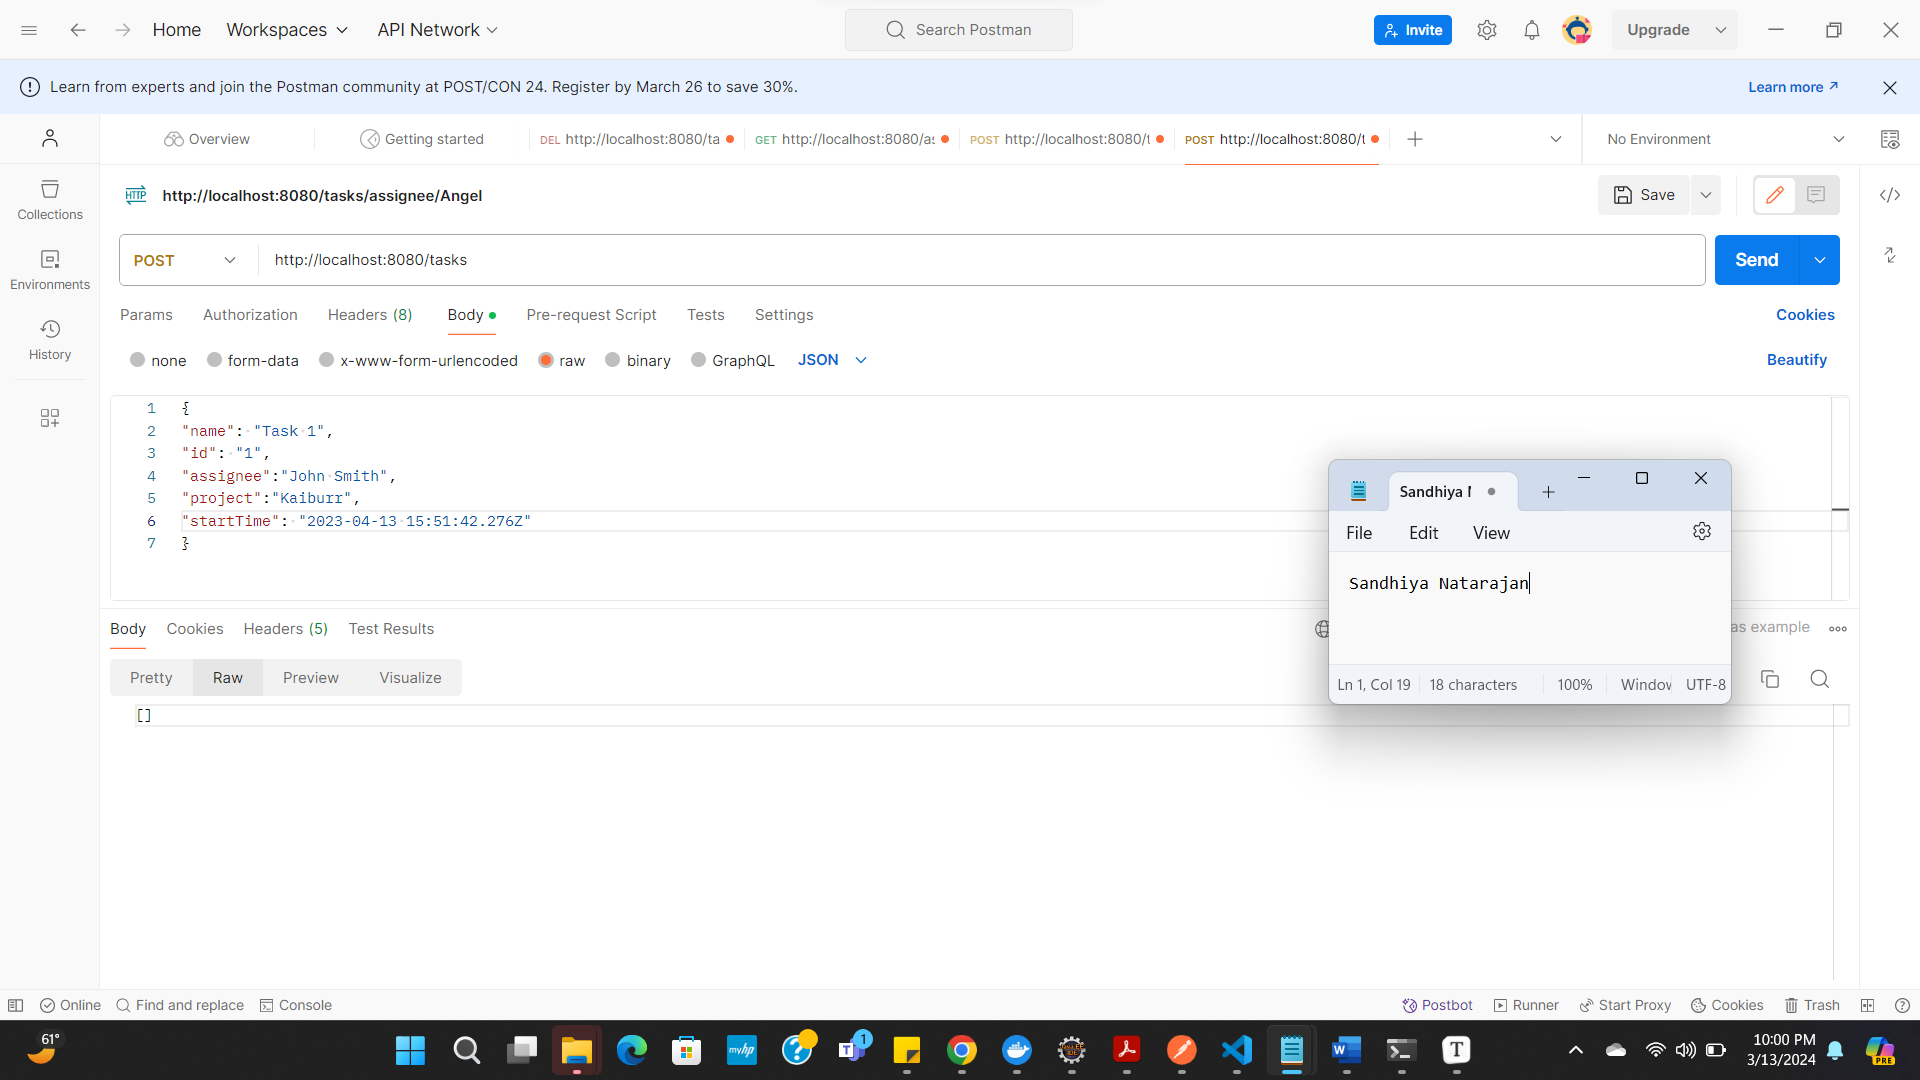 Home Workspaces API Network Search Postman Invite Upgrade
Learn from experts and join the Postman community at POST/CON 24. Register by March 26 to save 30%. Learn more
Overview Getting started DEL http://localhost:8080/ta GET http://localhost:8080/as POST http://localhost:8080/t POST http://localhost:8080/t No Environment
HTTP http://localhost:8080/tasks/assignee/Angel Save
Collections
Environments
History
POST http://localhost:8080/tasks Send
Params Authorization Headers (8) Body Pre-request Script Tests Settings Cookies
none form-data x-www-form-urlencoded raw binary GraphQL JSON Beautify
1 {
2 "name": "Task 1",
3 "id": "1",
4 "assignee":"John Smith",
5 "project":"Kaiburr",
6 "startTime": "2023-04-13 15:51:42.276Z"
7 }
Sandhiya
File Edit View
Sandhiya Natarajan
Ln 1, Col 19 18 characters 100% Window UTF-8
Body Cookies Headers (5) Test Results as example
Pretty Raw Preview Visualize
[]
Online Find and replace Console Postbot Runner Start Proxy Cookies Trash
61° myhp 1 10:00 PM
3/13/2024 PRE